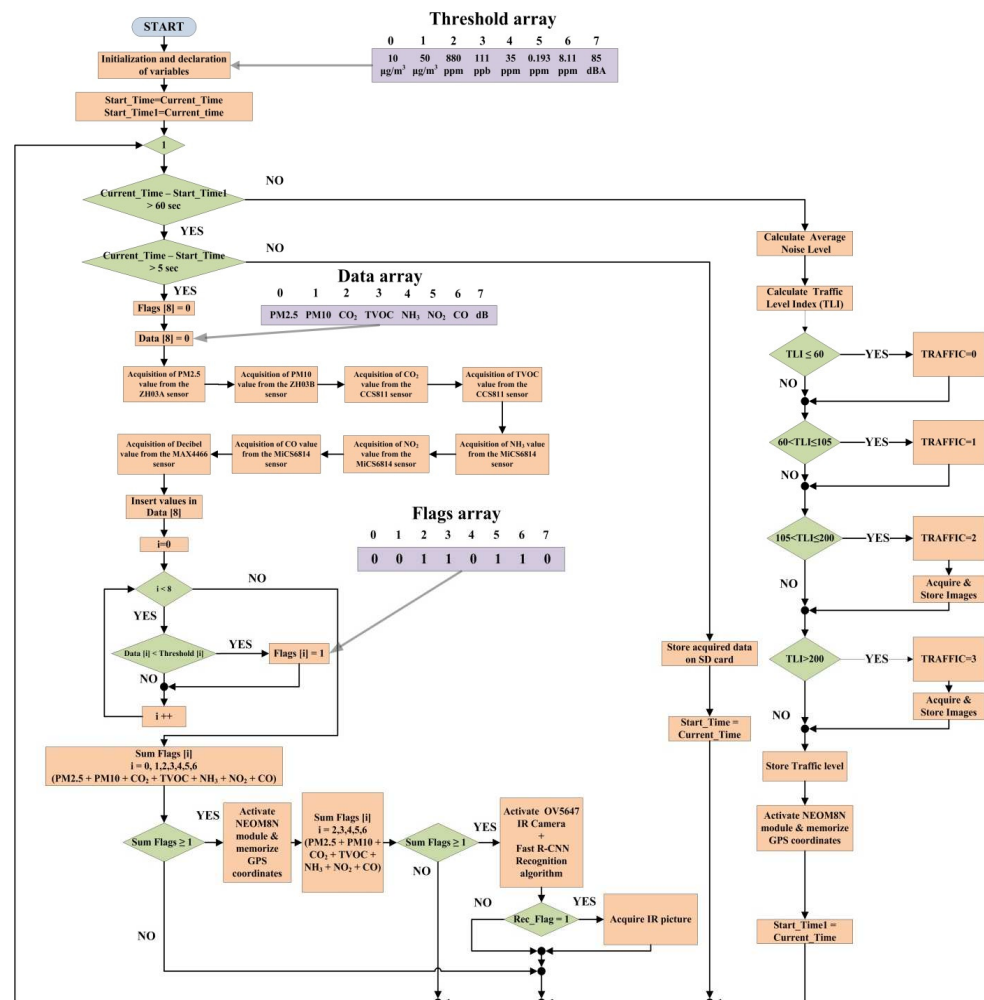 Threshold array
START
0 1 2 3 4 5 6 7
10 50 880 111 35 0.193 8.11 85
µg/m³ µg/m³ ppm ppb ppm ppm ppm dBA
Initialization and declaration
of variables
Start_Time=Current_Time
Start_Time1=Current_time
1
NO
Current_Time – Start_Time1
> 60 sec
YES
Calculate Average
Noise Level
NO
Current_Time – Start_Time
> 5 sec
YES
Data array
0 1 2 3 4 5 6 7
PM2.5 PM10 CO₂ TVOC NH₃ NO₂ CO dB
Calculate Traffic
Level Index (TLI)
Flags [8] = 0
Data [8] = 0
TLI ≤ 60
YES
TRAFFIC=0
NO
Acquisition of PM2.5
value from the
ZH03A sensor
Acquisition of PM10
value from the ZH03B
sensor
Acquisition of CO₂
value from the
CCS811 sensor
Acquisition of TVOC
value from the
CCS811 sensor
60<TLI≤105
YES
TRAFFIC=1
NO
Acquisition of Decibel
value from the MAX4466
sensor
Acquisition of CO value
from the MiCS6814
sensor
Acquisition of NO₂
value from the
MiCS6814 sensor
Acquisition of NH₃ value
from the MiCS6814
sensor
Insert values in
Data [8]
Flags array
0 1 2 3 4 5 6 7
0 0 1 1 0 1 1 0
105<TLI≤200
YES
TRAFFIC=2
NO
Acquire &
Store Images
i=0
i < 8
NO
YES
Data [i] < Threshold [i]
YES
Flags [i] = 1
NO
i ++
Store acquired data
on SD card
TLI>200
YES
TRAFFIC=3
NO
Acquire &
Store Images
Start_Time =
Current_Time
Sum Flags [i]
i = 0, 1,2,3,4,5,6
(PM2.5 + PM10 + CO₂ + TVOC + NH₃ + NO₂ + CO)
Store Traffic level
Sum Flags ≥ 1
YES
NO
Activate
NEOM8N
module &
memorize
GPS
coordinates
Sum Flags [i]
i = 2,3,4,5,6
(PM2.5 + PM10 +
CO₂ + TVOC +
NH₃ + NO₂ + CO)
Sum Flags ≥ 1
YES
NO
Activate OV5647
IR Camera
+
Fast R-CNN
Recognition
algorithm
Activate NEOM8N
module & memorize
GPS coordinates
NO
Rec_Flag = 1
YES
Acquire IR picture
Start_Time1 =
Current_Time